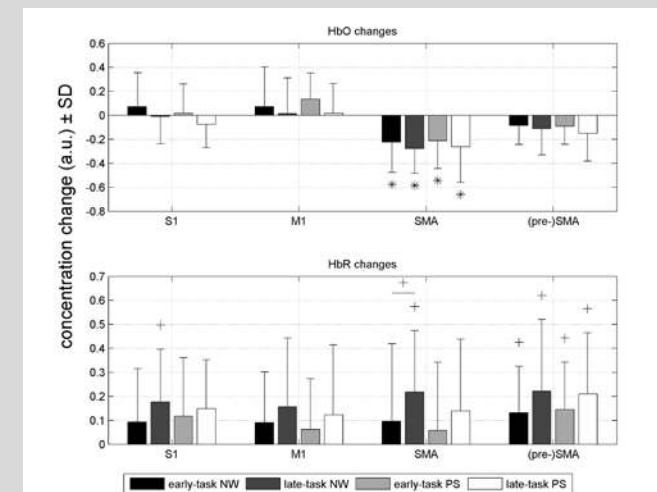 HbO changes
concentration change (a.u.) ± SD
0.6
0.4
0.2
0
-0.2
-0.4
-0.6
-0.8
* * * *
S1 M1 SMA (pre-)SMA
HbR changes
0.7
0.6
0.5
0.4
0.3
0.2
0.1
0
+ + + + + + +
S1 M1 SMA (pre-)SMA
early-task NW late-task NW early-task PS late-task PS